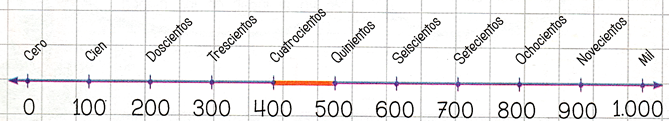 Cero Cien Doscientos Trescientos Cuatrocientos Quinientos Seiscientos Setecientos Ochocientos Novecientos Mil
0 100 200 300 400 500 600 700 800 900 1.000